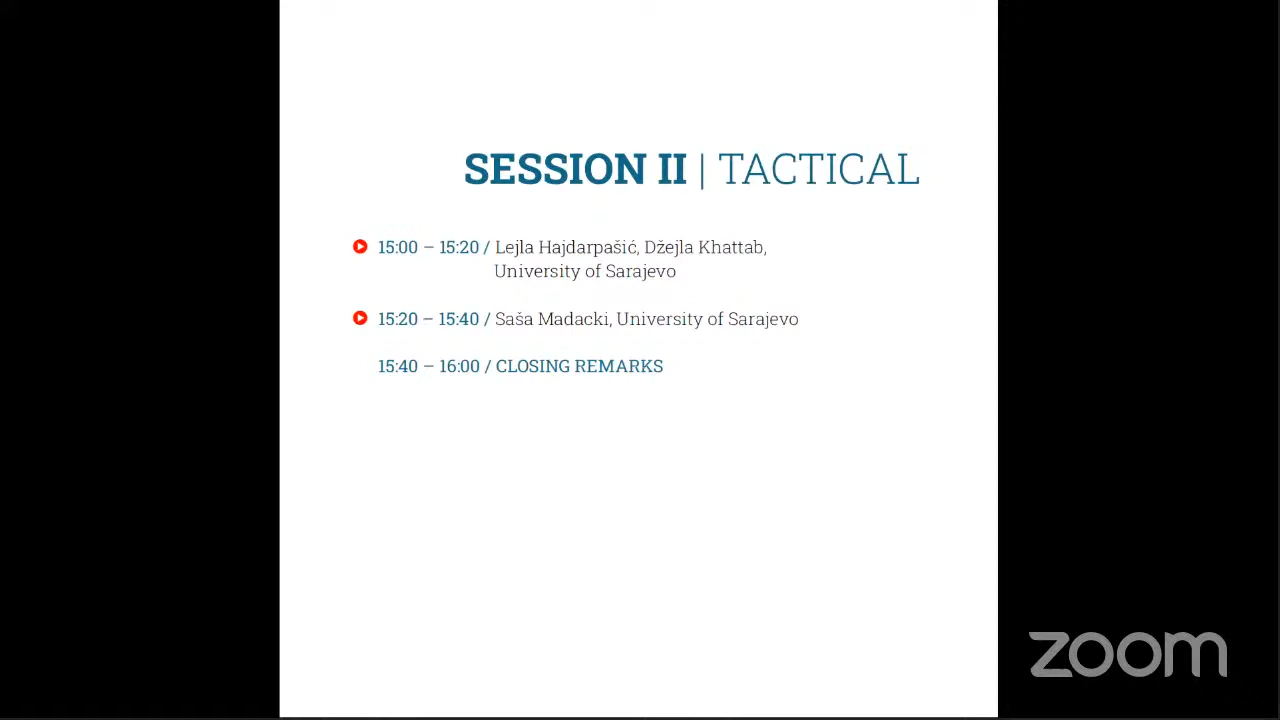 SESSION II | TACTICAL
15:00 – 15:20 / Lejla Hajdarpašić, Džejla Khattab,
University of Sarajevo
15:20 – 15:40 / Saša Madacki, University of Sarajevo
15:40 – 16:00 / CLOSING REMARKS
zoom